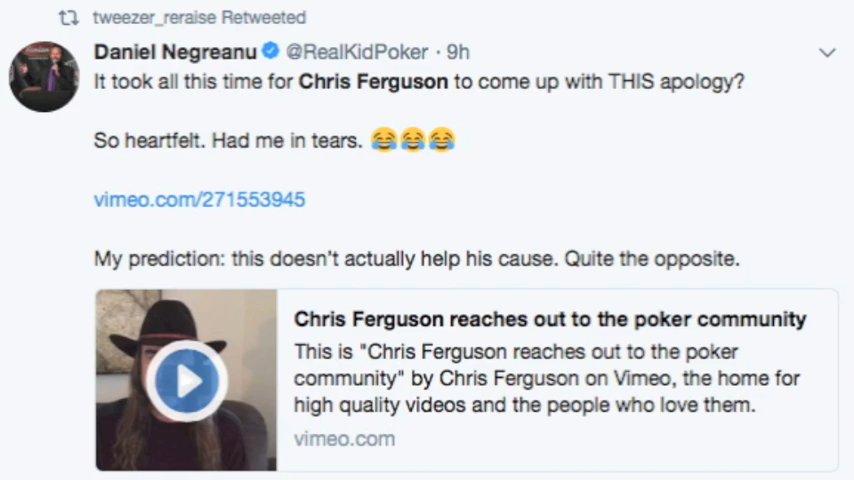 tweezer_reraise Retweeted
Daniel Negreanu @RealKidPoker · 9h
It took all this time for Chris Ferguson to come up with THIS apology?
So heartfelt. Had me in tears. 😂😂😂
vimeo.com/271553945
My prediction: this doesn't actually help his cause. Quite the opposite.
Chris Ferguson reaches out to the poker community
This is "Chris Ferguson reaches out to the poker
community" by Chris Ferguson on Vimeo, the home for
high quality videos and the people who love them.
vimeo.com